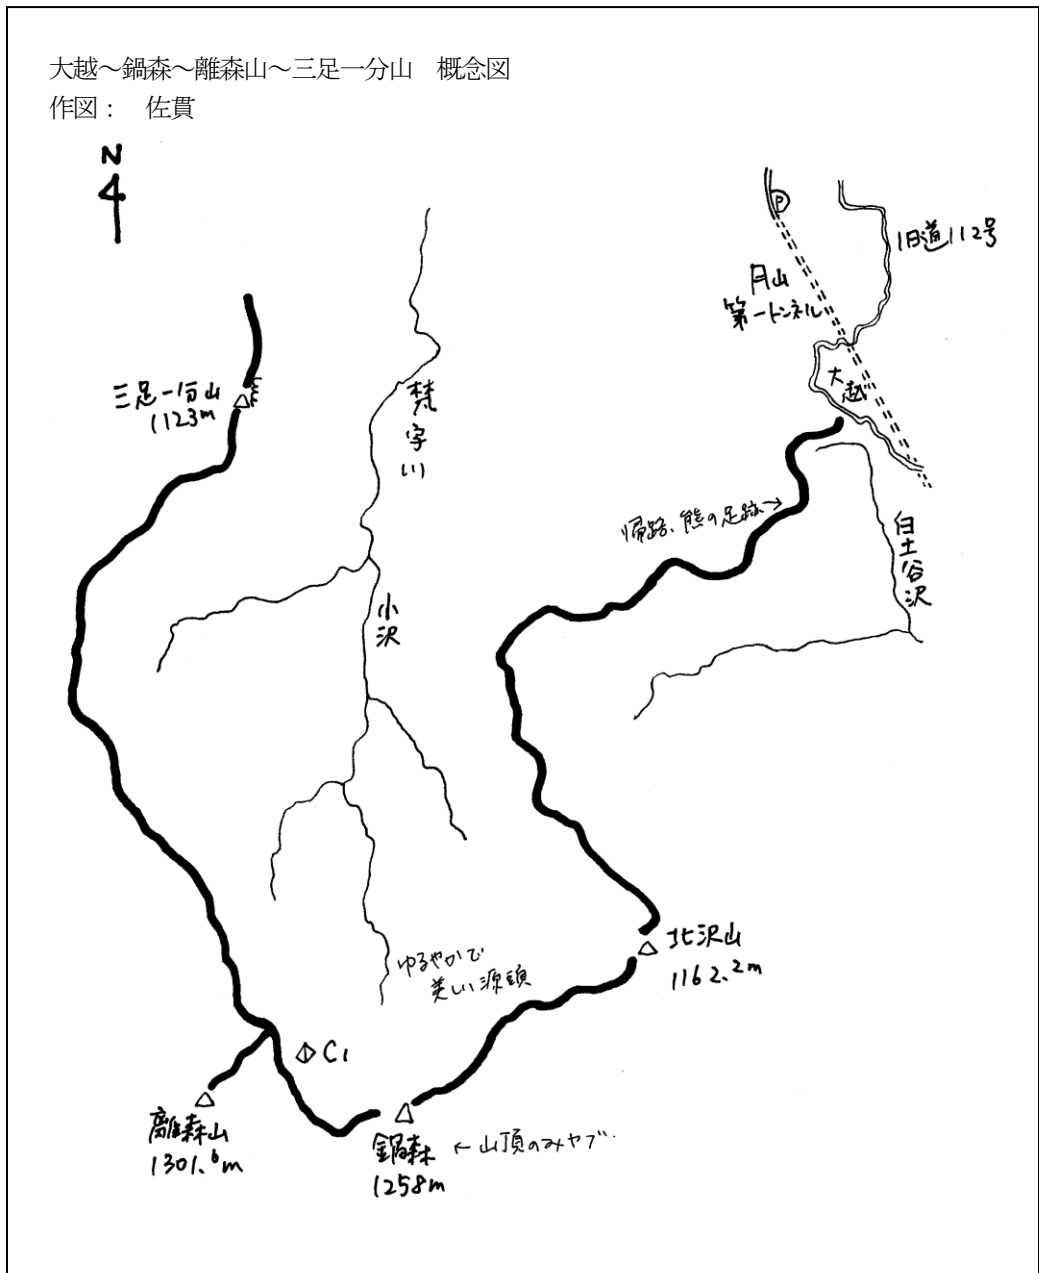 大越～鍋森～離森山～三足一分山　概念図
作図：　佐貫
N
P
旧道112号
月山
第一トンネル
大越
三足一分山
1123m
梵字川
帰路、熊の足跡→
白土谷沢
小沢
北沢山
1162.2m
ゆるやかで
美しい源頭
C1
離森山
1301.6m
鍋森 ←山頂のみヤブ
1258m